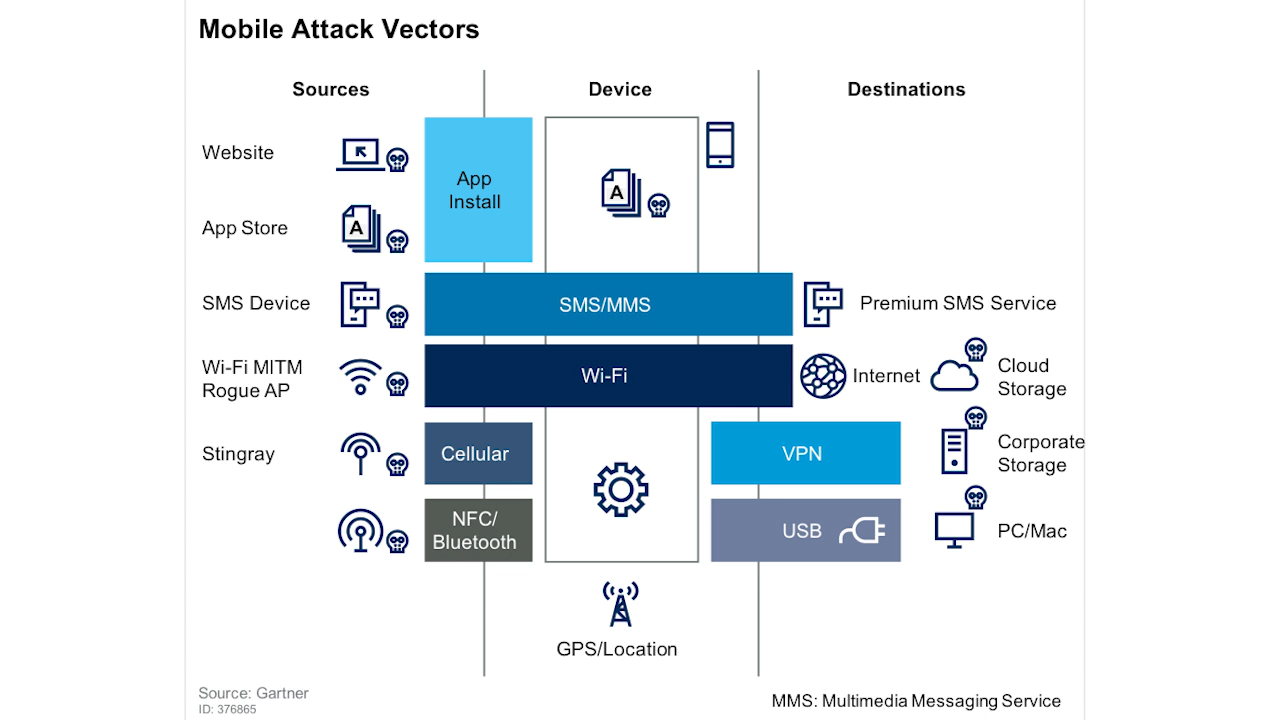 Mobile Attack Vectors
Sources
Device
Destinations
Website
App Store
App
Install
A
A
SMS Device
SMS/MMS
Premium SMS Service
Wi-Fi MITM
Rogue AP
Wi-Fi
Internet
Cloud
Storage
Stingray
Cellular
VPN
Corporate
Storage
NFC/
Bluetooth
USB
PC/Mac
GPS/Location
Source: Gartner
ID: 376865
MMS: Multimedia Messaging Service